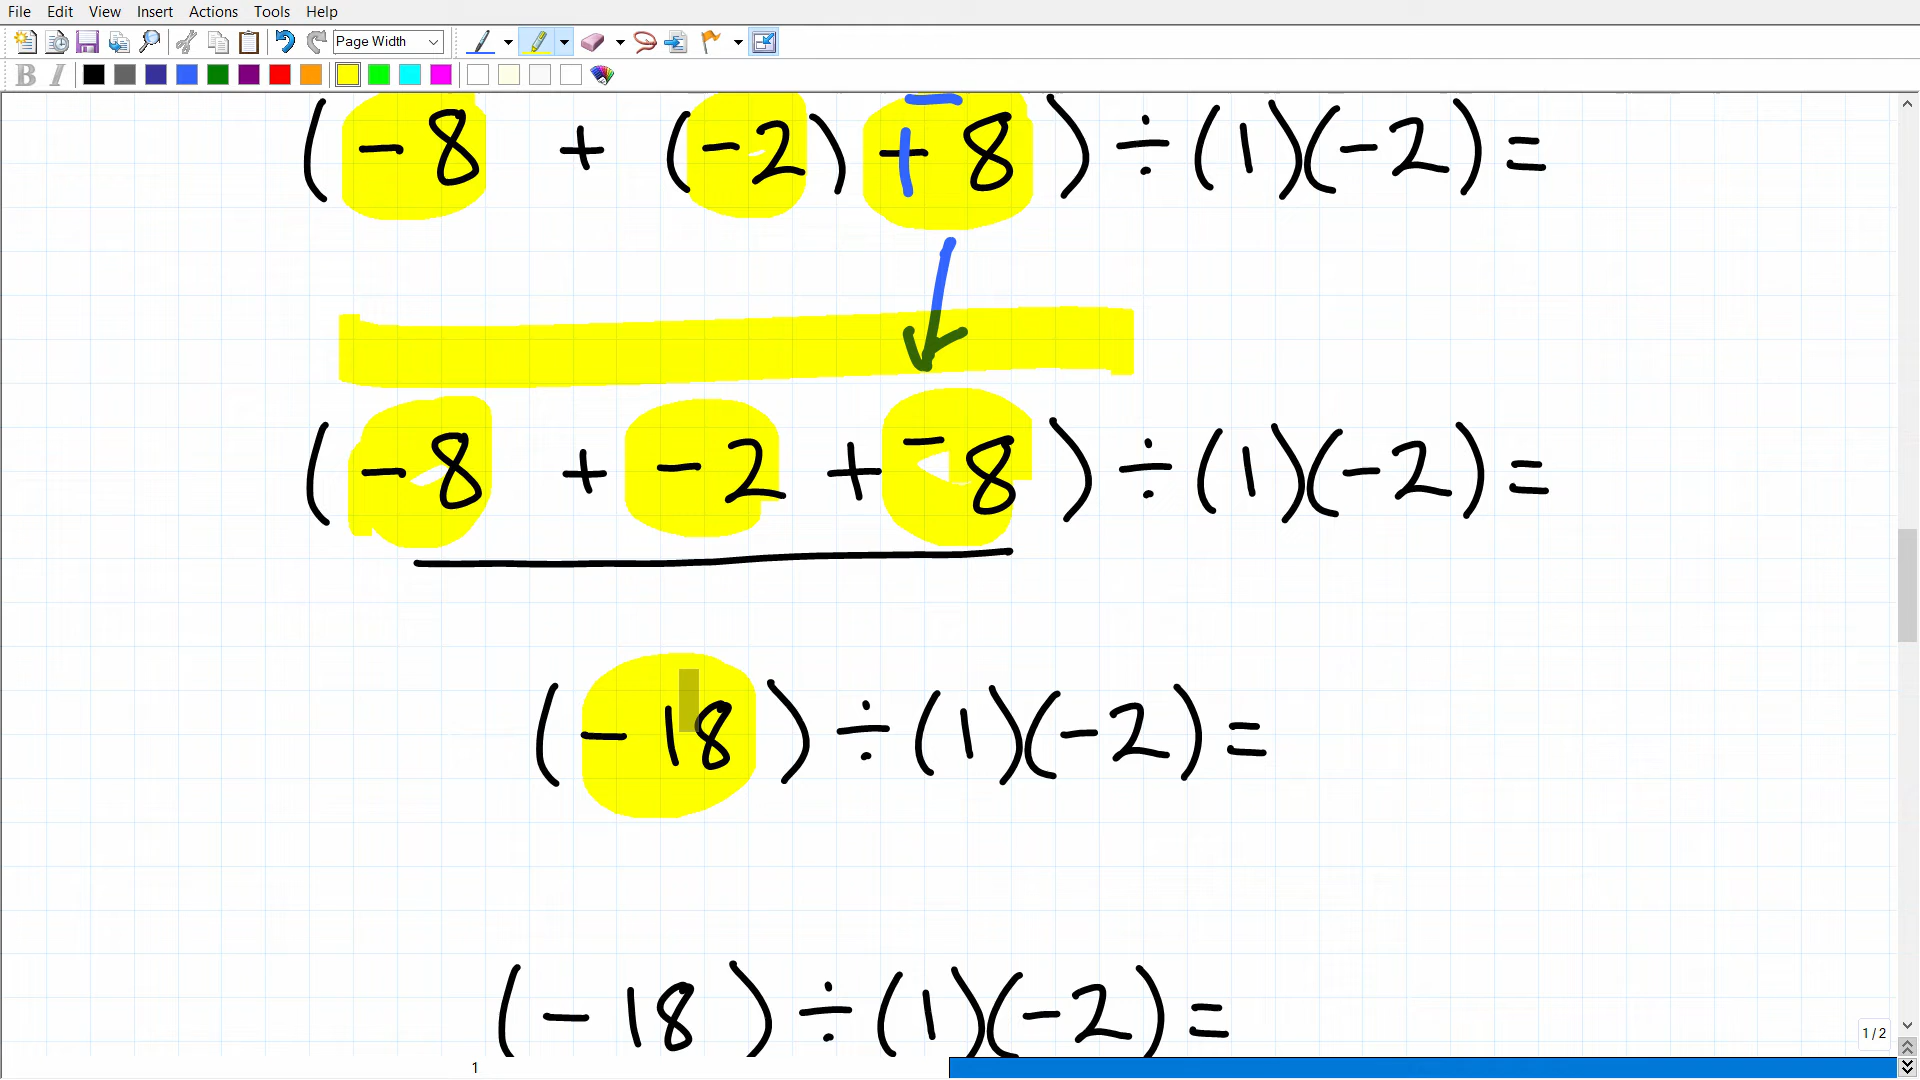 File Edit View Insert Actions Tools Help
Page Width
B I
( -8 + (-2) + 8 ) ÷ (1)(-2) =
( -8 + -2 + -8 ) ÷ (1)(-2) =
( -18 ) ÷ (1)(-2) =
( -18 ) ÷ (1)(-2) =
1 / 2
1